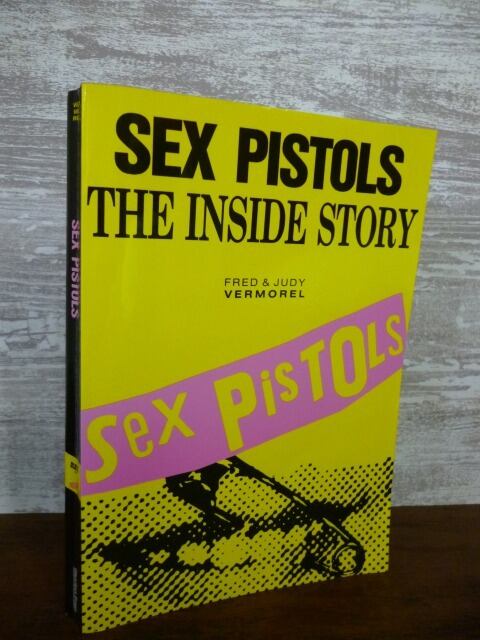 SEX PISTOLS
THE INSIDE STORY
FRED & JUDY
VERMOREL
Sex PisTOLs
SEX PISTOLS